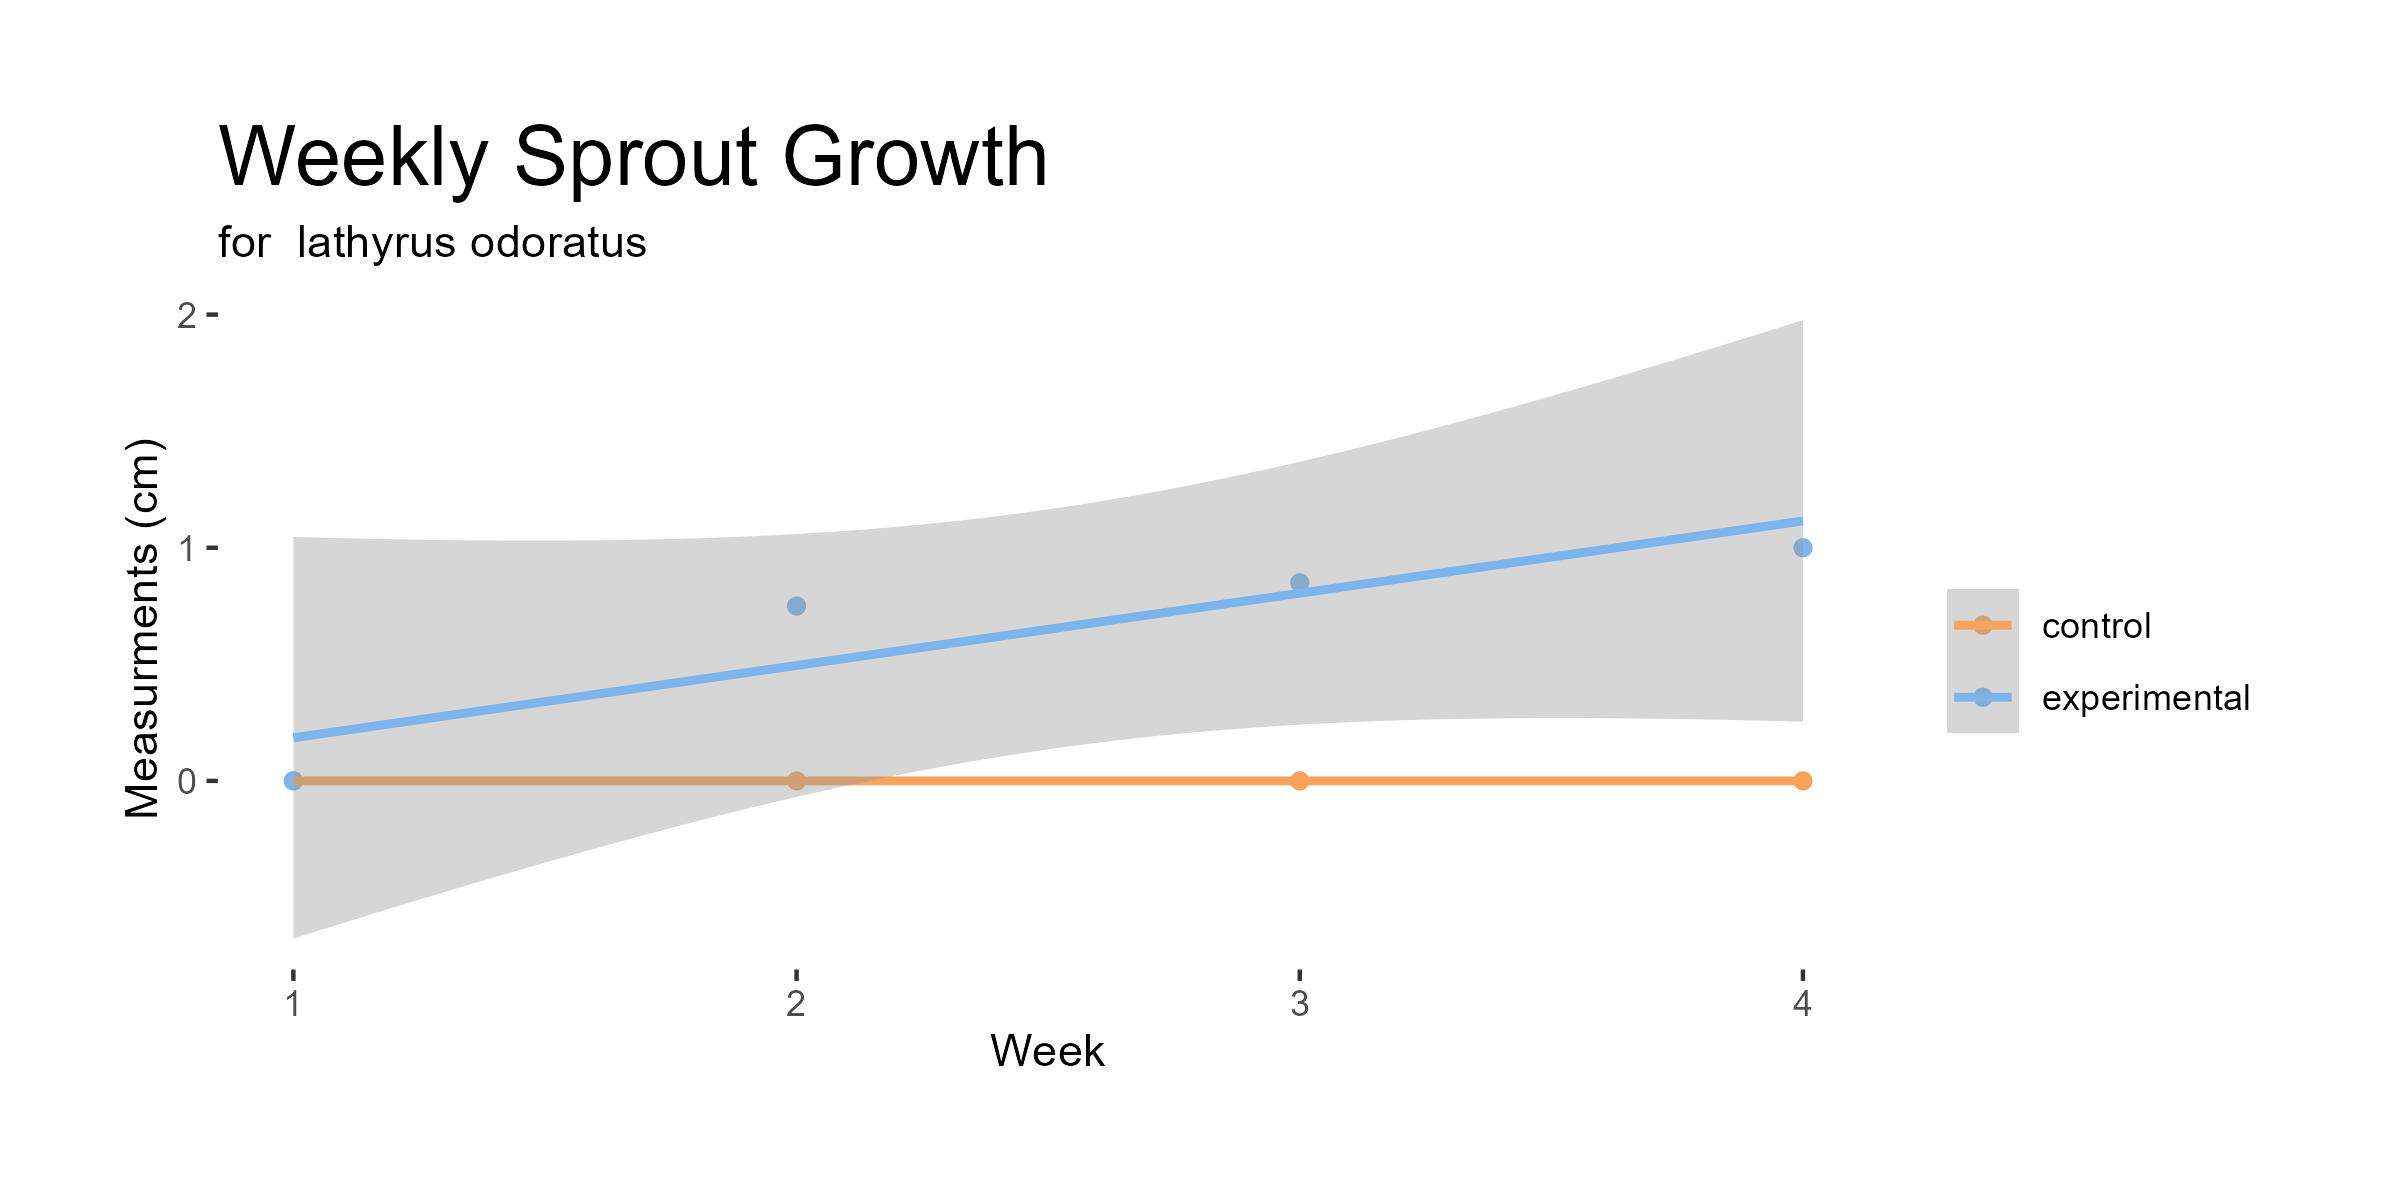 Weekly Sprout Growth
for  lathyrus odoratus
2
1
0
Measurments (cm)
1 2 3 4
Week
control
experimental